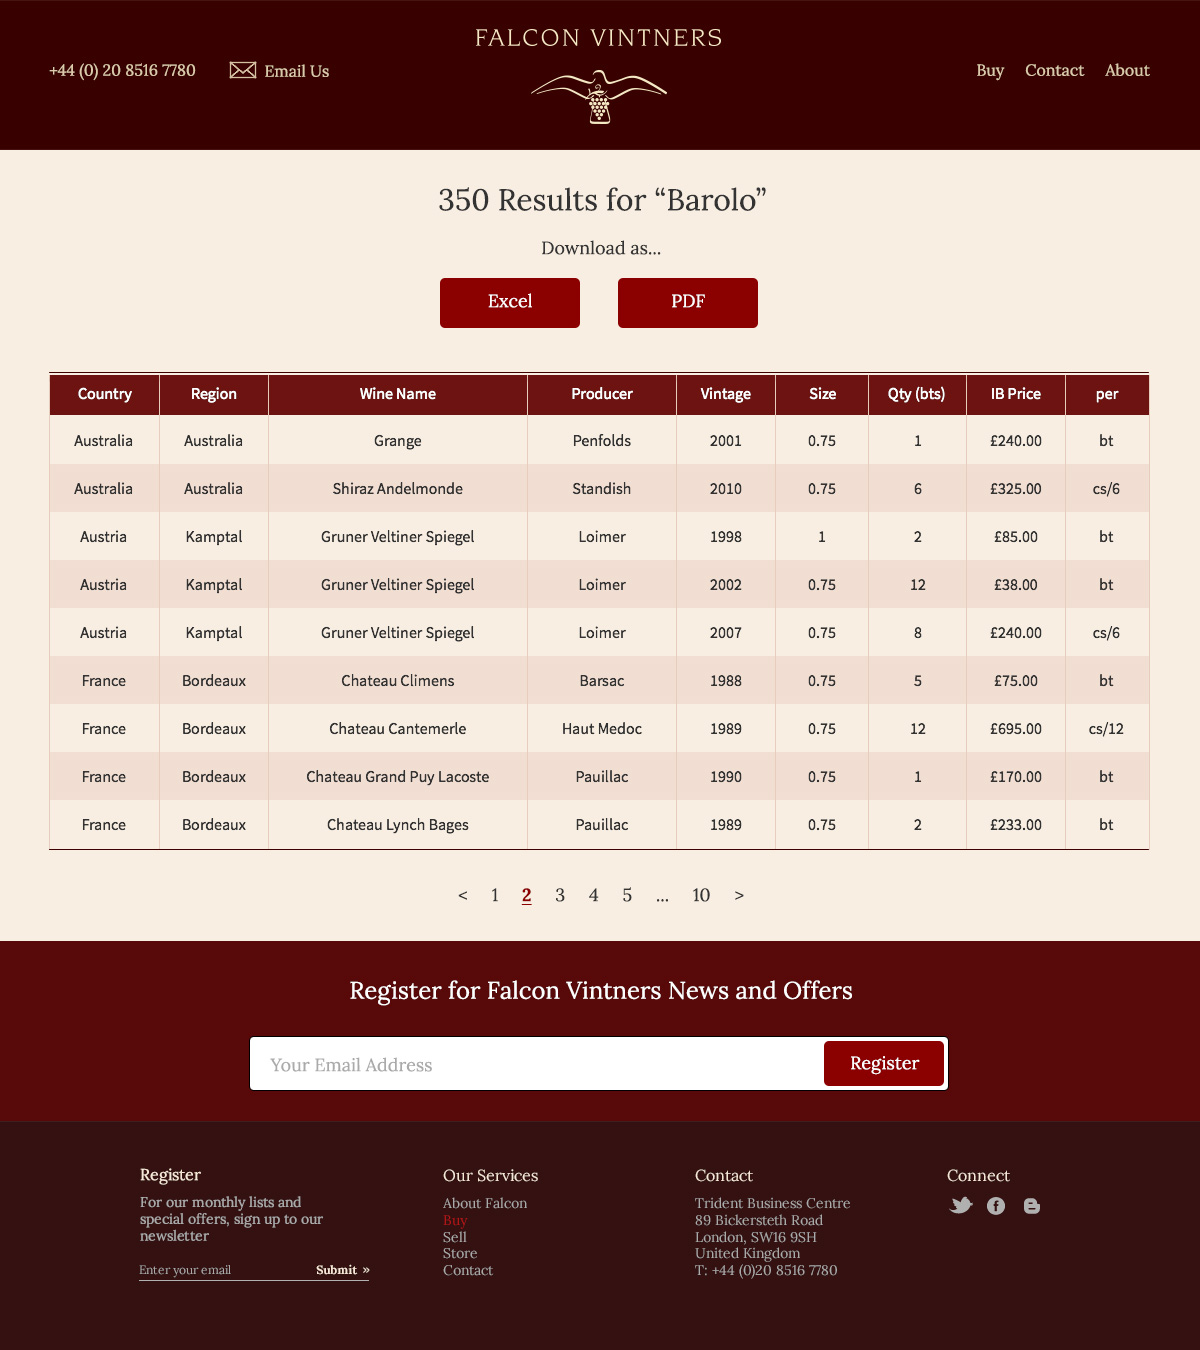 FALCON VINTNERS
+44 (0) 20 8516 7780 Email Us Buy Contact About
350 Results for “Barolo”
Download as...
Excel PDF
Country Region Wine Name Producer Vintage Size Qty (bts) IB Price per
Australia Australia Grange Penfolds 2001 0.75 1 £240.00 bt
Australia Australia Shiraz Andelmonde Standish 2010 0.75 6 £325.00 cs/6
Austria Kamptal Gruner Veltiner Spiegel Loimer 1998 1 2 £85.00 bt
Austria Kamptal Gruner Veltiner Spiegel Loimer 2002 0.75 12 £38.00 bt
Austria Kamptal Gruner Veltiner Spiegel Loimer 2007 0.75 8 £240.00 cs/6
France Bordeaux Chateau Climens Barsac 1988 0.75 5 £75.00 bt
France Bordeaux Chateau Cantemerle Haut Medoc 1989 0.75 12 £695.00 cs/12
France Bordeaux Chateau Grand Puy Lacoste Pauillac 1990 0.75 1 £170.00 bt
France Bordeaux Chateau Lynch Bages Pauillac 1989 0.75 2 £233.00 bt
< 1 2 3 4 5 ... 10 >
Register for Falcon Vintners News and Offers
Your Email Address Register
Register
For our monthly lists and
special offers, sign up to our
newsletter
Enter your email Submit »
Our Services
About Falcon
Buy
Sell
Store
Contact
Contact
Trident Business Centre
89 Bickersteth Road
London, SW16 9SH
United Kingdom
T: +44 (0)20 8516 7780
Connect